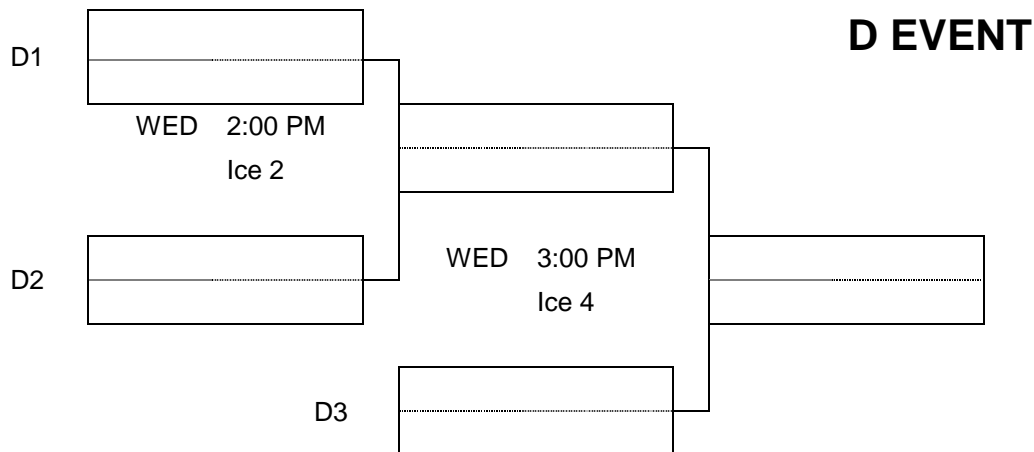 D EVENT
D1
WED 2:00 PM
Ice 2
D2
WED 3:00 PM
Ice 4
D3